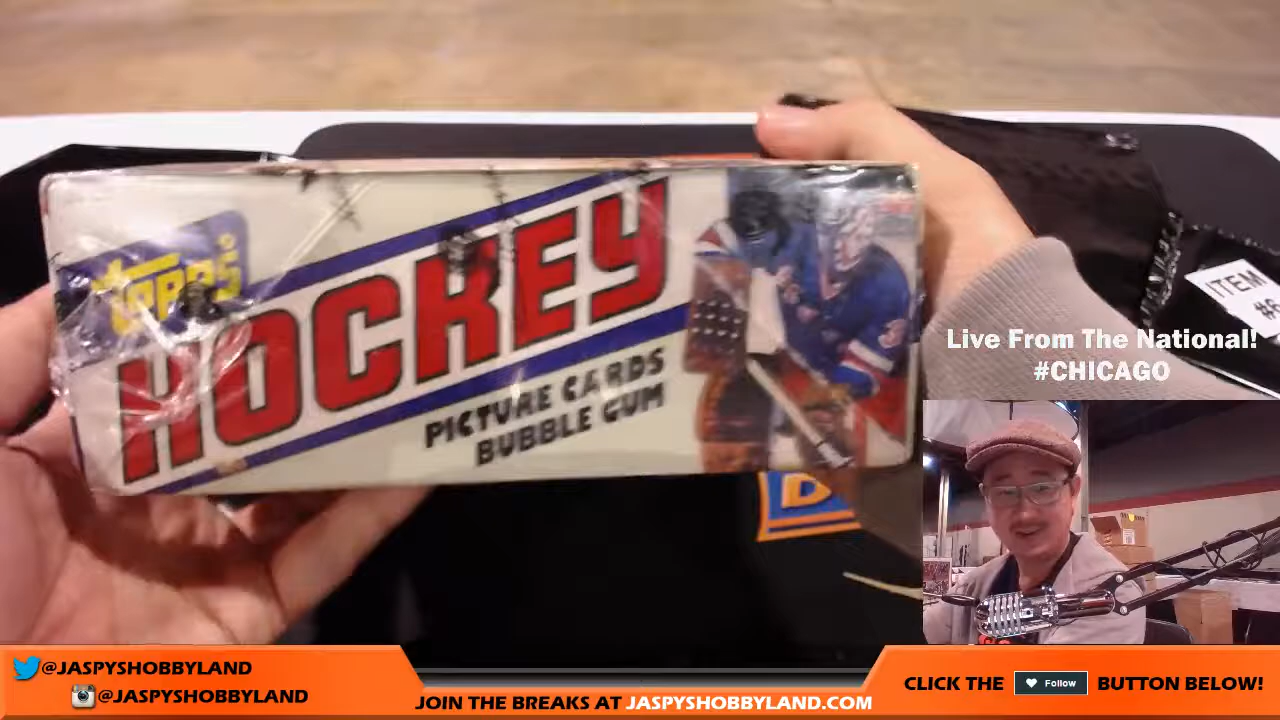 TOPPS®
HOCKEY
PICTURE CARDS
BUBBLE GUM
3
ITEM
Live From The National!
#CHICAGO
@JASPYSHOBBYLAND
@JASPYSHOBBYLAND
JOIN THE BREAKS AT JASPYSHOBBYLAND.COM
CLICK THE Follow BUTTON BELOW!